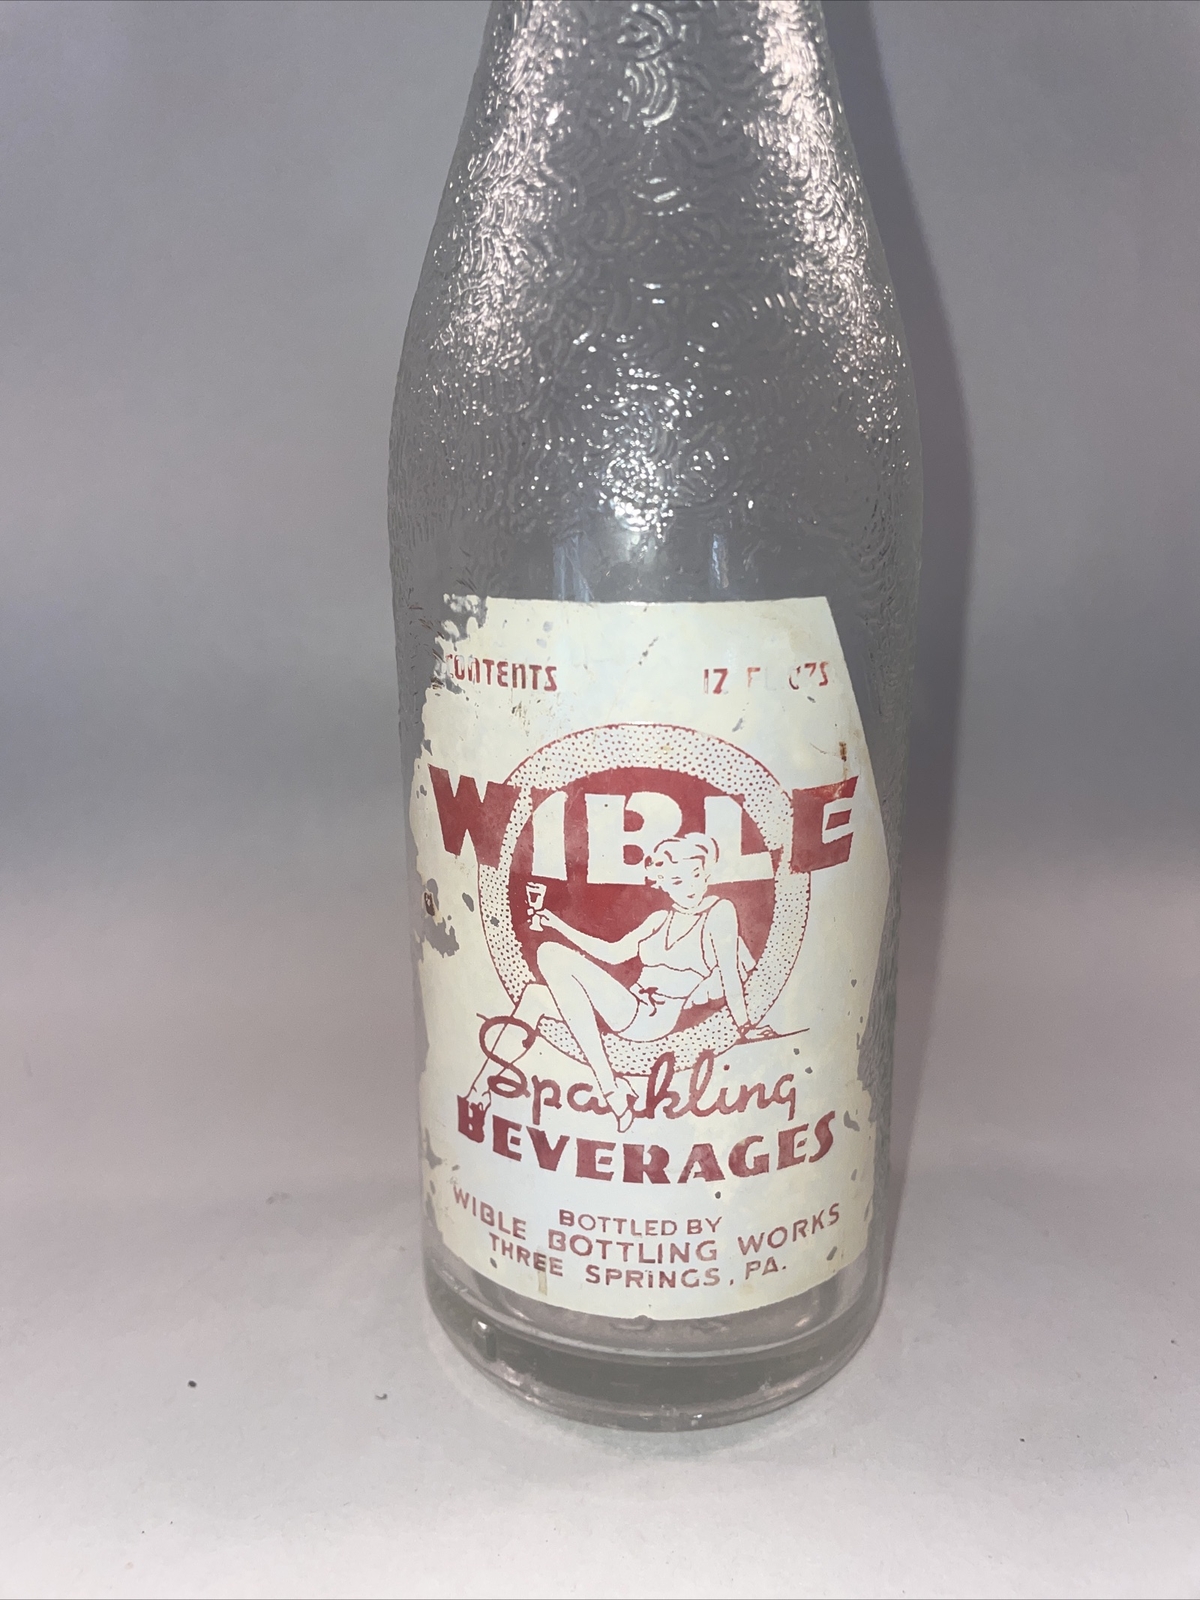 CONTENTS 12 FL OZS
WIBLE
Sparkling
BEVERAGES
BOTTLED BY
WIBLE BOTTLING WORKS
THREE SPRINGS, PA.